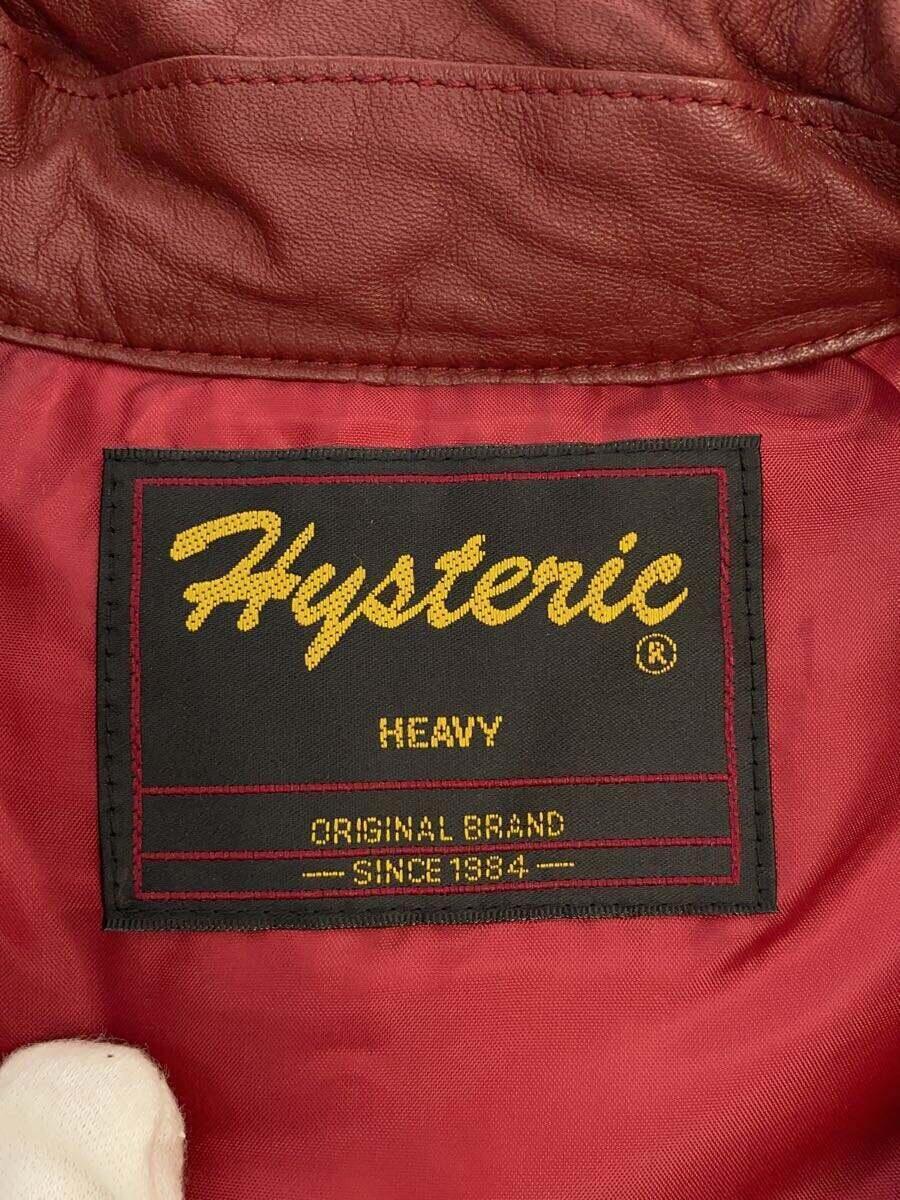 Hysteric
®
HEAVY
ORIGINAL BRAND
— SINCE 1984 —